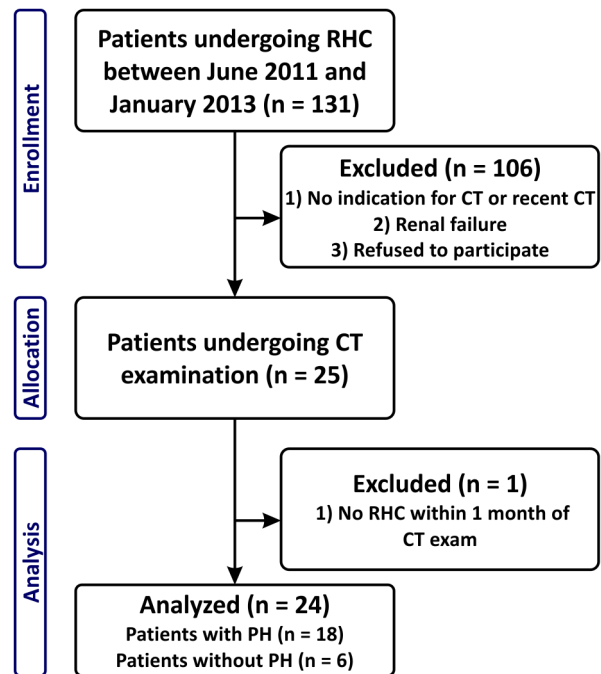 Enrollment
Patients undergoing RHC
between June 2011 and
January 2013 (n = 131)
Excluded (n = 106)
1) No indication for CT or recent CT
2) Renal failure
3) Refused to participate
Allocation
Patients undergoing CT
examination (n = 25)
Analysis
Excluded (n = 1)
1) No RHC within 1 month of
CT exam
Analyzed (n = 24)
Patients with PH (n = 18)
Patients without PH (n = 6)